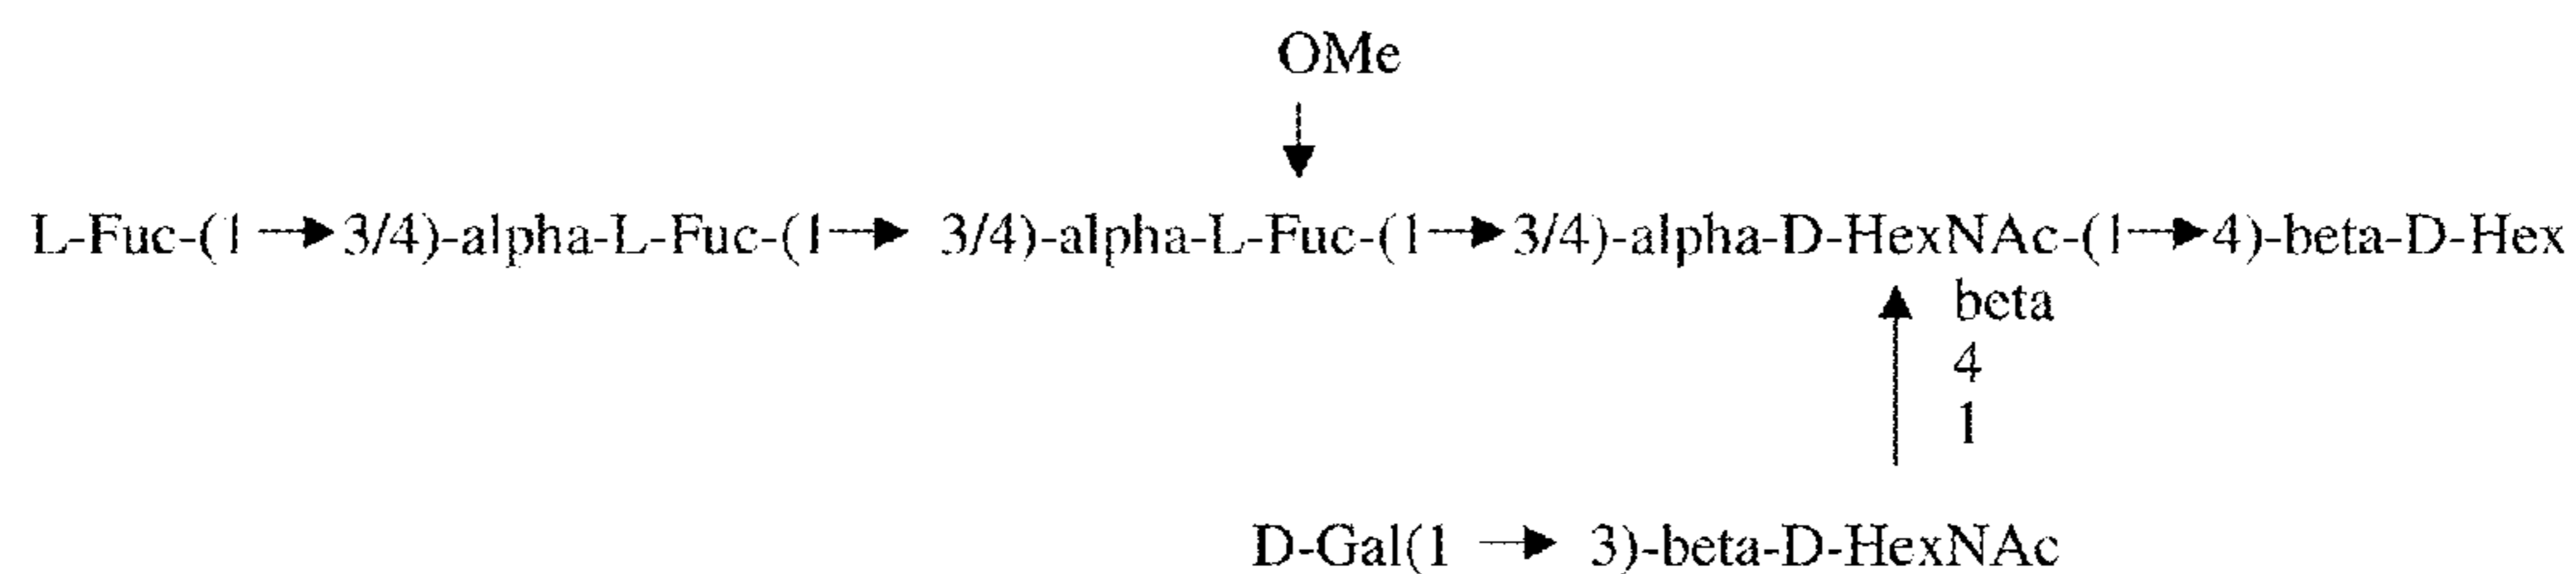 OMe
L-Fuc-(1 → 3/4)-alpha-L-Fuc-(1 → 3/4)-alpha-L-Fuc-(1 → 3/4)-alpha-D-HexNAc-(1 → 4)-beta-D-Hex
beta
4
1
D-Gal(1 → 3)-beta-D-HexNAc